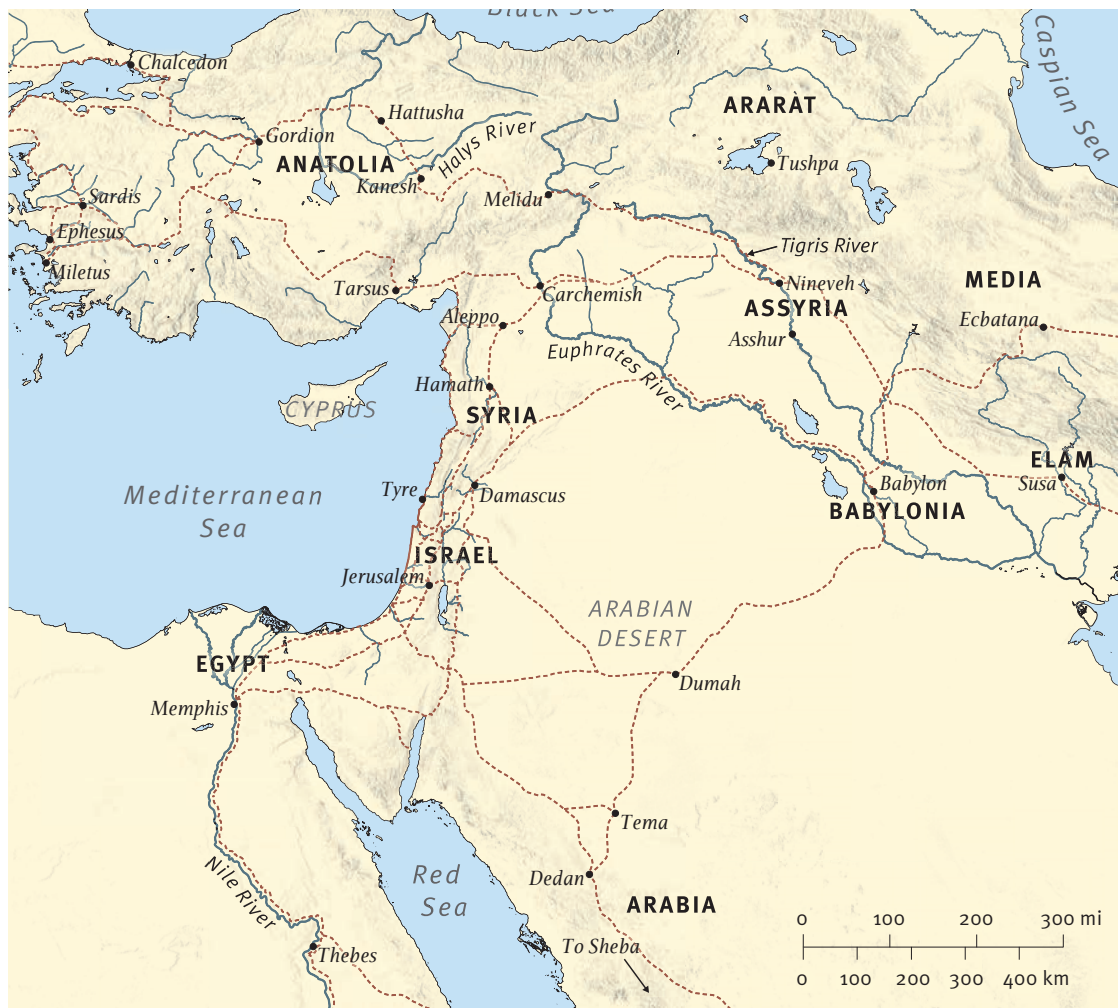 Black Sea
Caspian Sea
Chalcedon
Hattusha
ARARÀT
Gordion
Halys River
ANATOLIA
Tushpa
Kanesh
Melidu
Sardis
Ephesus
Tigris River
Miletus
Tarsus
Carchemish
Nineveh
MEDIA
ASSYRIA
Aleppo
Ecbatana
Asshur
Euphrates River
Hamath
CYPRUS
SYRIA
ELAM
Mediterranean
Sea
Tyre
Damascus
Babylon
Susa
BABYLONIA
ISRAEL
Jerusalem
ARABIAN
DESERT
EGYPT
Dumah
Memphis
Tema
Nile River
Red
Sea
Dedan
ARABIA
To Sheba
Thebes
0 100 200 300 mi
0 100 200 300 400 km